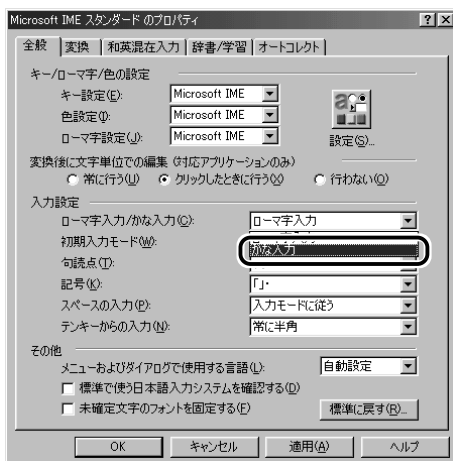 Microsoft IME スタンダード のプロパティ
全般 変換 和英混在入力 辞書/学習 オートコレクト
キー/ローマ字/色の設定
キー設定(E): Microsoft IME
色設定(I): Microsoft IME
ローマ字設定(J): Microsoft IME
設定(S)...
変換後に文字単位での編集 (対応アプリケーションのみ)
常に行う(U) クリックしたときに行う(X) 行わない(Q)
入力設定
ローマ字入力/かな入力(C): ローマ字入力
初期入力モード(W): かな入力
句読点(T):
記号(K): 「」・
スペースの入力(P): 入力モードに従う
テンキーからの入力(N): 常に半角
その他
メニューおよびダイアログで使用する言語(L): 自動設定
標準で使う日本語入力システムを確認する(D)
未確定文字のフォントを固定する(F) 標準に戻す(R)...
OK キャンセル 適用(A) ヘルプ